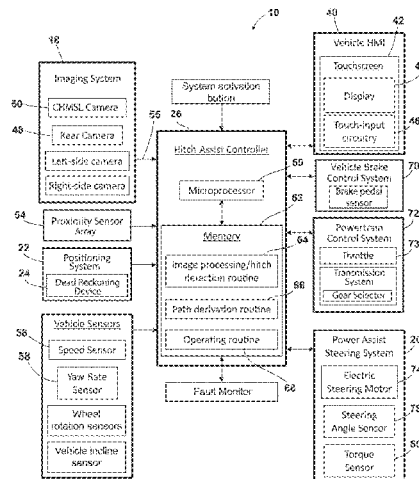 10
18
Imaging System
60
CHMSL Camera
48
Rear Camera
Left-side camera
Right-side camera
55
54
Proximity Sensor
Array
22
Positioning
System
24
Dead Reckoning
Device
Vehicle Sensors
56
Speed Sensor
58
Yaw Rate
Sensor
Wheel
rotation sensors
Vehicle incline
sensor
System activation
button
26
Hitch Assist Controller
Microprocessor
60
62
Memory
64
Image processing/hitch
detection routine
66
Path derivation routine
Operating routine
68
Fault Monitor
40
Vehicle HMI
42
Touchscreen
Display
46
Touch-input
circuitry
Vehicle Brake
Control System
70
Brake pedal
sensor
72
Powertrain
Control System
73
Throttle
Transmission
System
Gear Selector
20
Power Assist
Steering System
74
Electric
Steering Motor
Steering
Angle Sensor
Torque
Sensor